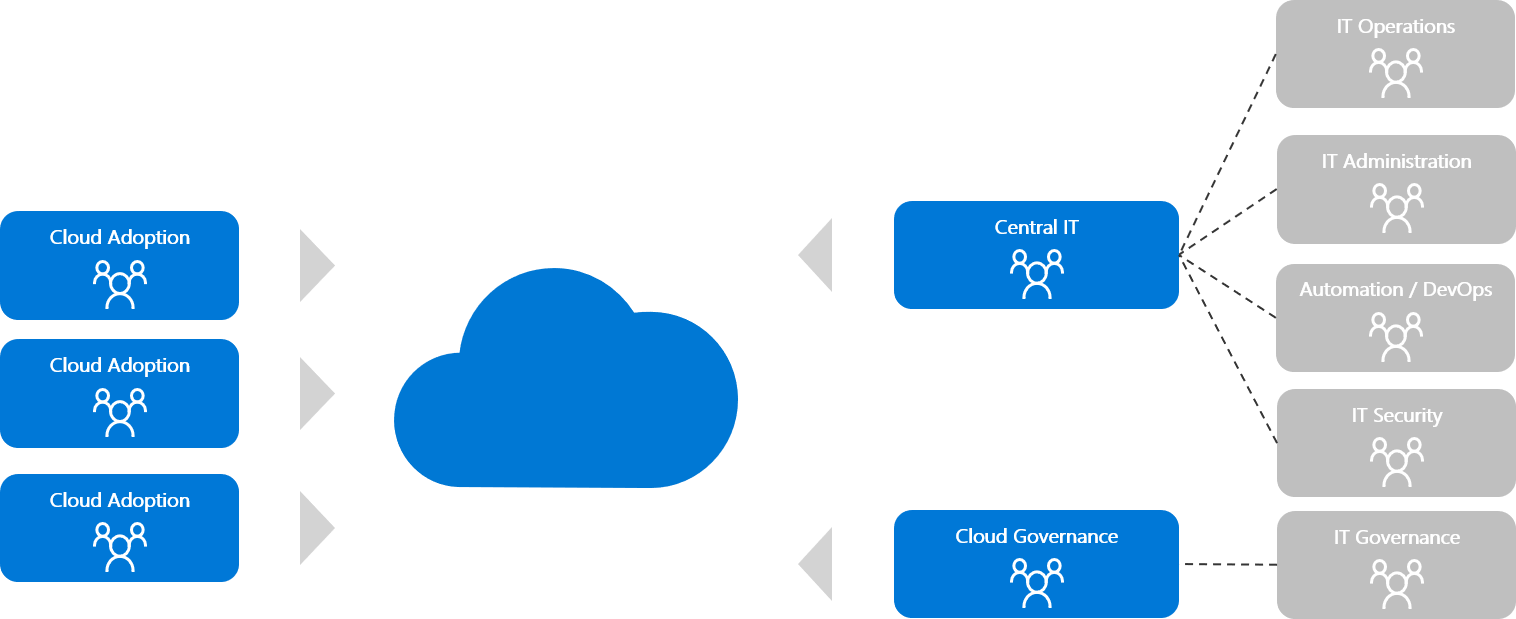 Cloud Adoption
Cloud Adoption
Cloud Adoption
Central IT
Cloud Governance
IT Operations
IT Administration
Automation / DevOps
IT Security
IT Governance